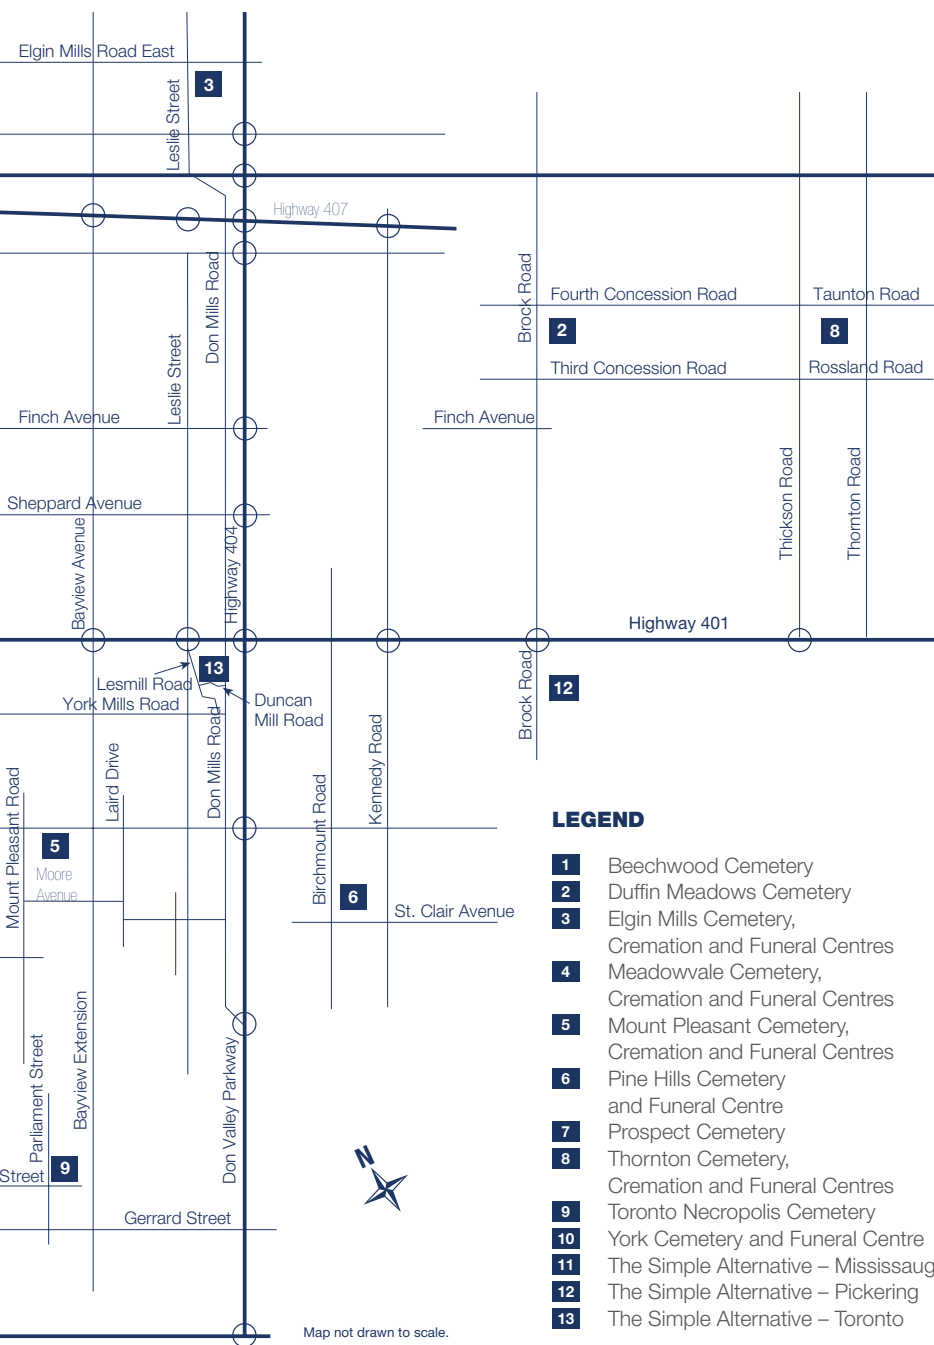 Elgin Mills Road East
3
Leslie Street
Highway 407
Don Mills Road
Brock Road
Fourth Concession Road
Taunton Road
2
8
Leslie Street
Third Concession Road
Rossland Road
Finch Avenue
Finch Avenue
Sheppard Avenue
Thickson Road
Thornton Road
Bayview Avenue
Highway 404
Highway 401
13
Lesmill Road
York Mills Road
Duncan
Mill Road
Brock Road
12
Don Mills Road
Kennedy Road
Laird Drive
Mount Pleasant Road
Birchmount Road
5
Moore
Avenue
6
St. Clair Avenue
Bayview Extension
Parliament Street
Don Valley Parkway
Street
9
N
Gerrard Street
Map not drawn to scale.
LEGEND
1 Beechwood Cemetery
2 Duffin Meadows Cemetery
3 Elgin Mills Cemetery,
Cremation and Funeral Centres
4 Meadowvale Cemetery,
Cremation and Funeral Centres
5 Mount Pleasant Cemetery,
Cremation and Funeral Centres
6 Pine Hills Cemetery
and Funeral Centre
7 Prospect Cemetery
8 Thornton Cemetery,
Cremation and Funeral Centres
9 Toronto Necropolis Cemetery
10 York Cemetery and Funeral Centre
11 The Simple Alternative – Mississaug
12 The Simple Alternative – Pickering
13 The Simple Alternative – Toronto